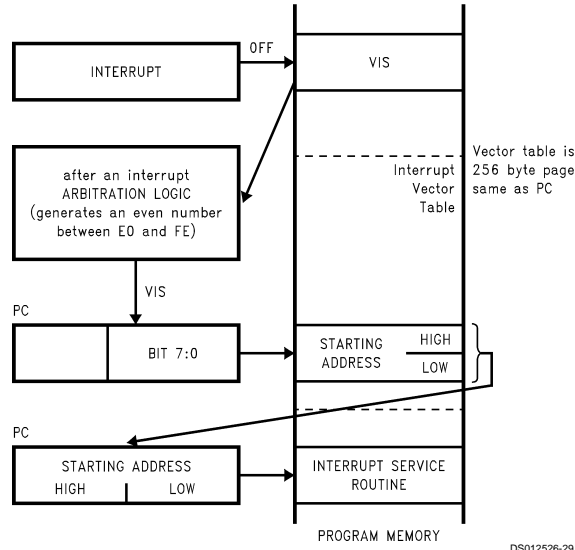 INTERRUPT
OFF
VIS
after an interrupt
ARBITRATION LOGIC
(generates an even number
between E0 and FE)
Interrupt
Vector
Table
Vector table is
256 byte page
same as PC
VIS
PC
BIT 7:0
STARTING
ADDRESS
HIGH
LOW
PC
STARTING ADDRESS
HIGH
LOW
INTERRUPT SERVICE
ROUTINE
PROGRAM MEMORY
DS012526-29